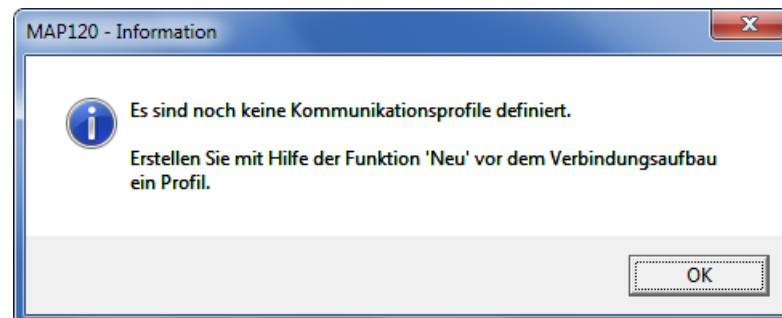 MAP120 - Information
Es sind noch keine Kommunikationsprofile definiert.
Erstellen Sie mit Hilfe der Funktion 'Neu' vor dem Verbindungsaufbau
ein Profil.
OK